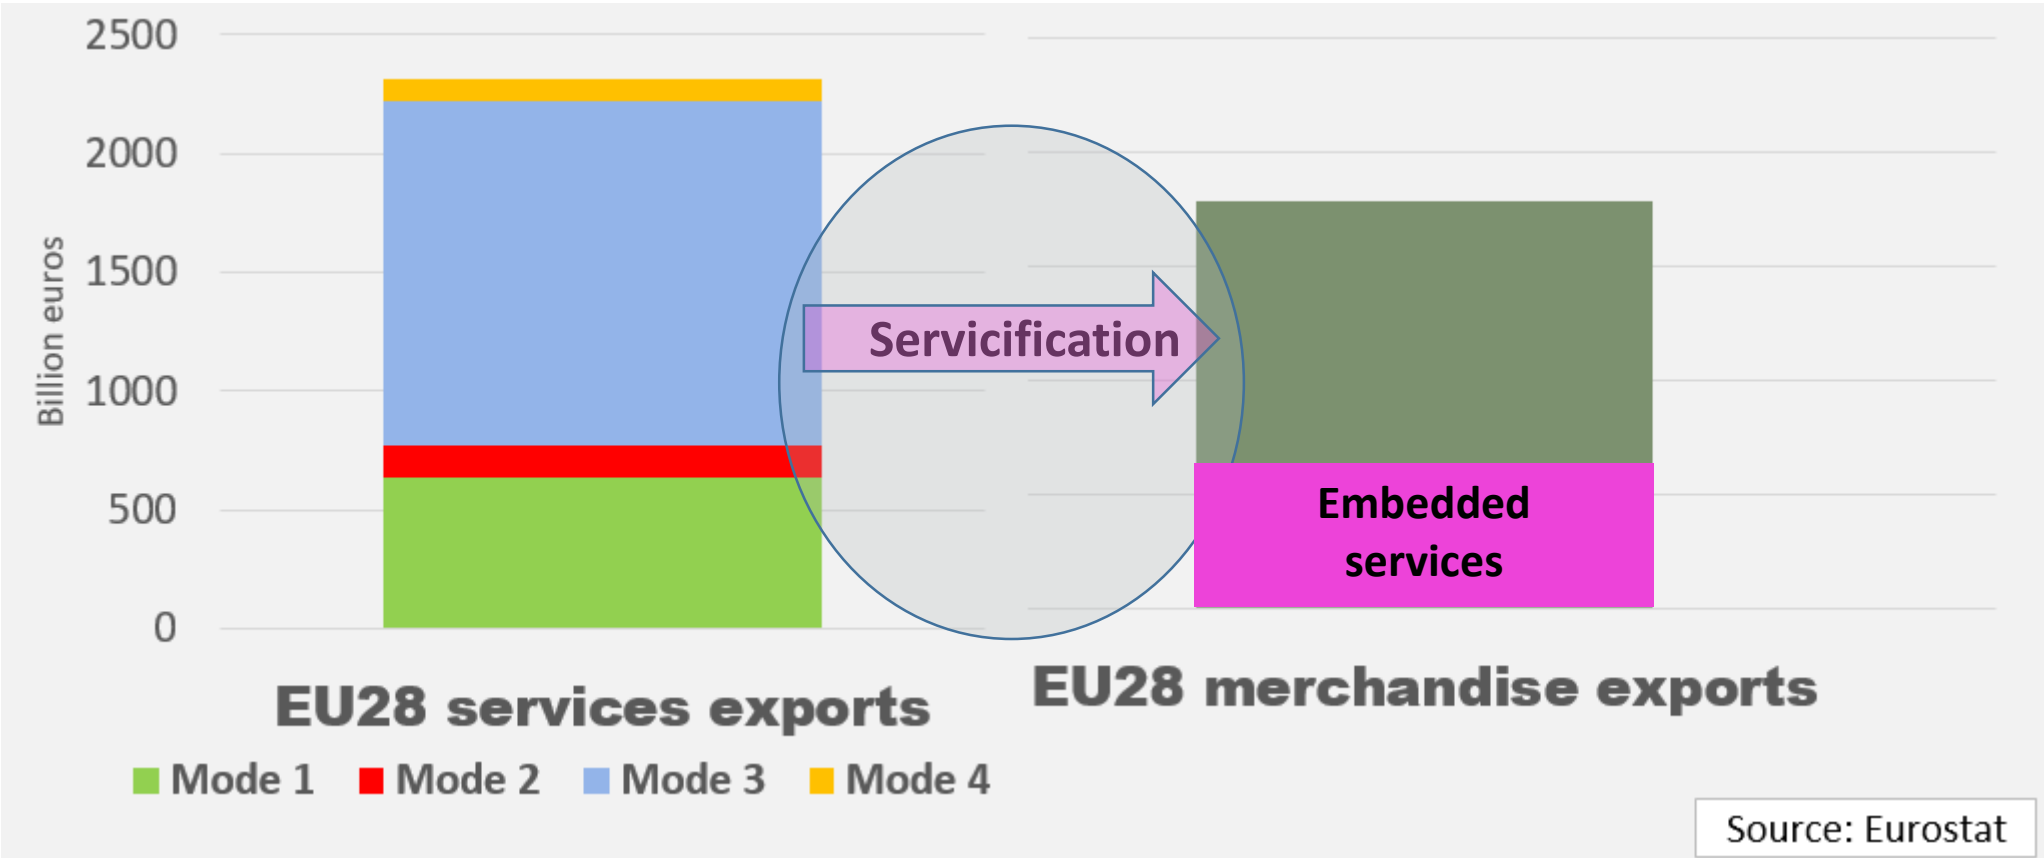 2500
2000
1500
1000
500
0
Billion euros
Servicification
Embedded
services
EU28 services exports
EU28 merchandise exports
Mode 1
Mode 2
Mode 3
Mode 4
Source: Eurostat